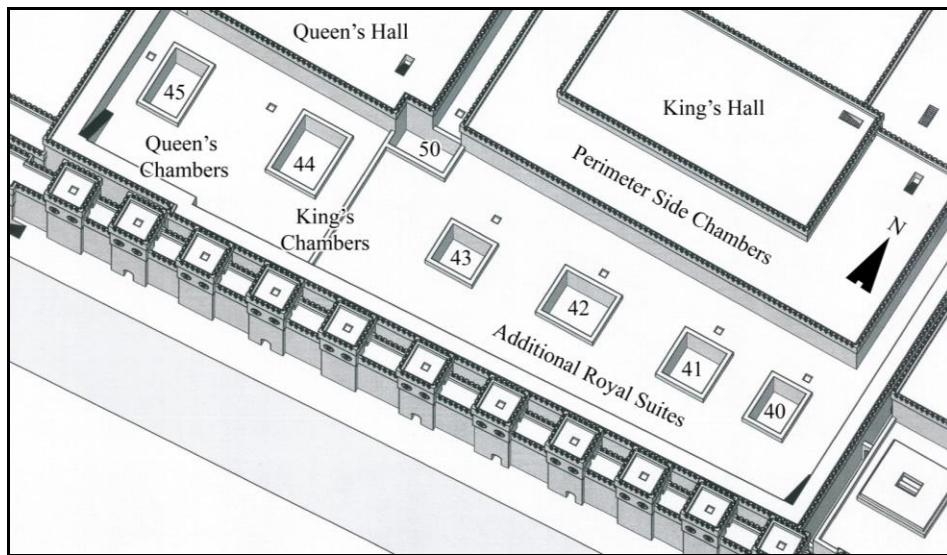 Queen's Hall
King's Hall
45
Queen's
Chambers
44
50
King's
Chambers
Perimeter Side Chambers
N
43
42
Additional Royal Suites
41
40